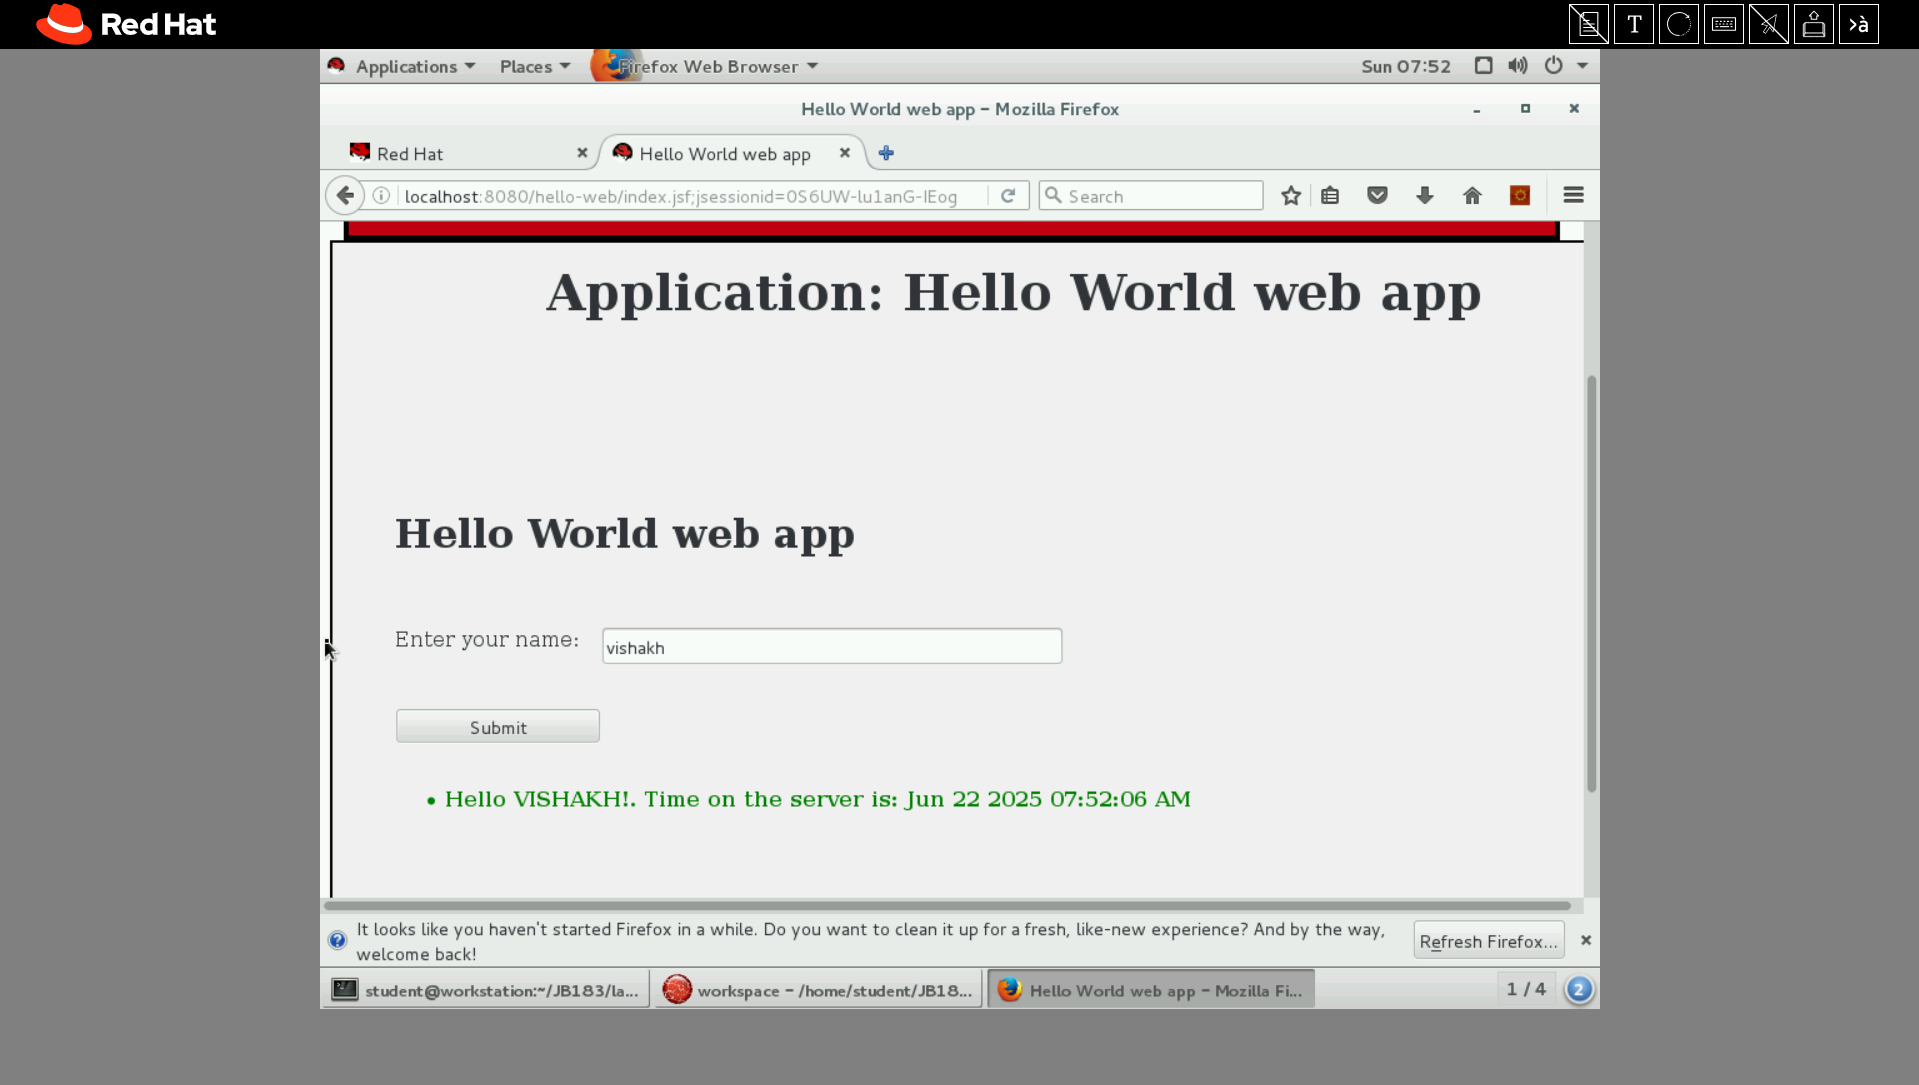 Red Hat
T
>à
Applications Places Firefox Web Browser Sun 07:52
Hello World web app – Mozilla Firefox
Red Hat Hello World web app
localhost:8080/hello-web/index.jsf;jsessionid=0S6UW-lu1anG-IEog Search
Application: Hello World web app
Hello World web app
Enter your name: vishakh
Submit
• Hello VISHAKH!. Time on the server is: Jun 22 2025 07:52:06 AM
It looks like you haven't started Firefox in a while. Do you want to clean it up for a fresh, like-new experience? And by the way,
welcome back!
Refresh Firefox...
student@workstation:~/JB183/la... workspace – /home/student/JB18... Hello World web app – Mozilla Fi... 1 / 4 2